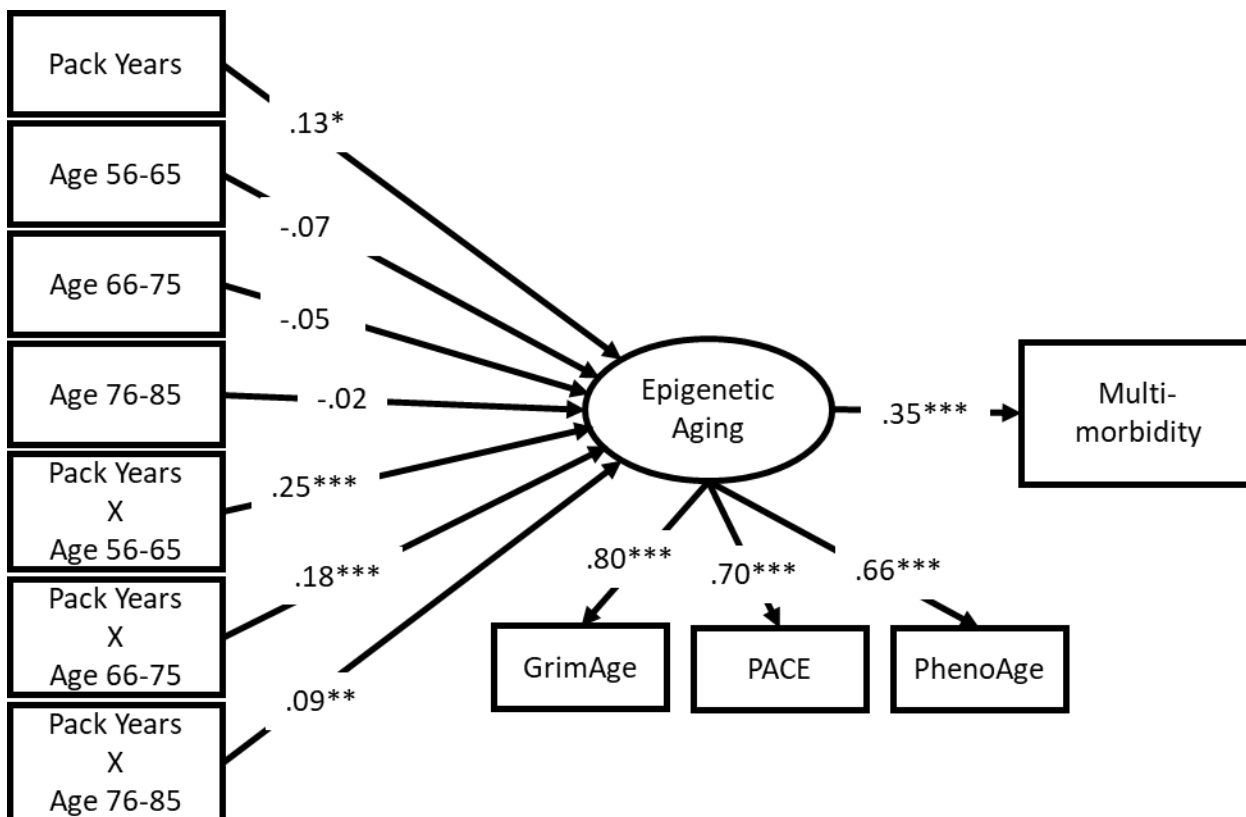 Pack Years
.13*
Age 56-65
-.07
Age 66-75
-.05
Age 76-85
-.02
Pack Years
X
Age 56-65
.25***
Pack Years
X
Age 66-75
.18***
Pack Years
X
Age 76-85
.09**
Epigenetic
Aging
.35***
Multi-
morbidity
.80***
.70***
.66***
GrimAge
PACE
PhenoAge